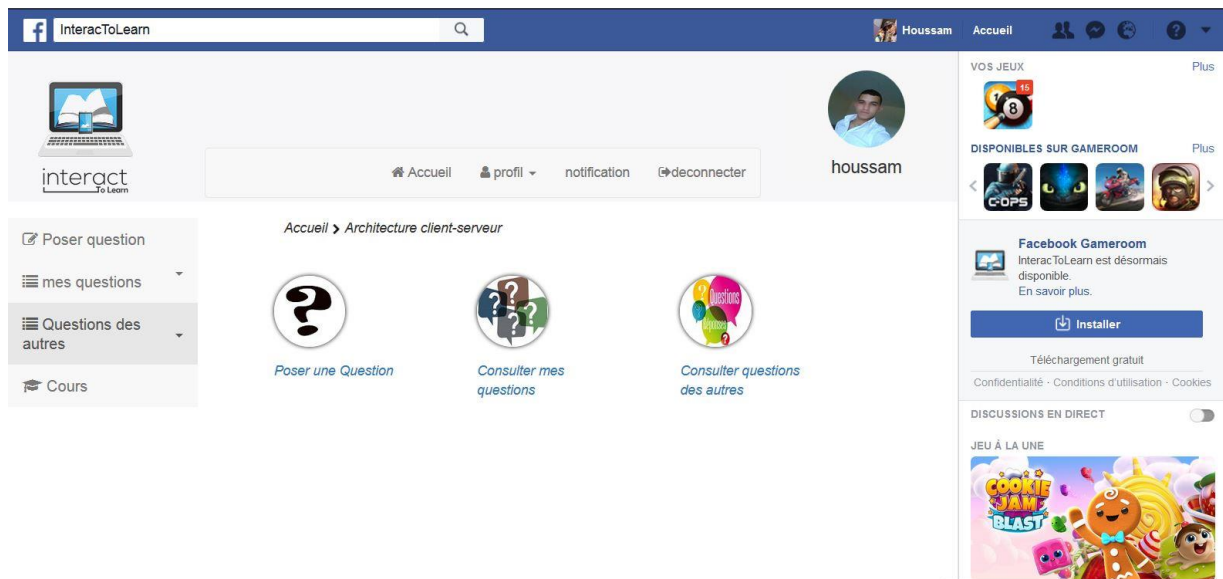 InteracToLearn
Houssam
Accueil
interact
To Learn
Accueil
profil
notification
deconnecter
houssam
Poser question
mes questions
Questions des
autres
Cours
Accueil > Architecture client-serveur
Poser une Question
Consulter mes
questions
Questions
Réponses
Consulter questions
des autres
VOS JEUX
Plus
15
8
DISPONIBLES SUR GAMEROOM
Plus
C-OPS
Facebook Gameroom
InteracToLearn est désormais
disponible.
En savoir plus.
Installer
Téléchargement gratuit
Confidentialité · Conditions d'utilisation · Cookies
DISCUSSIONS EN DIRECT
JEU À LA UNE
COOKIE
JAM
BLAST